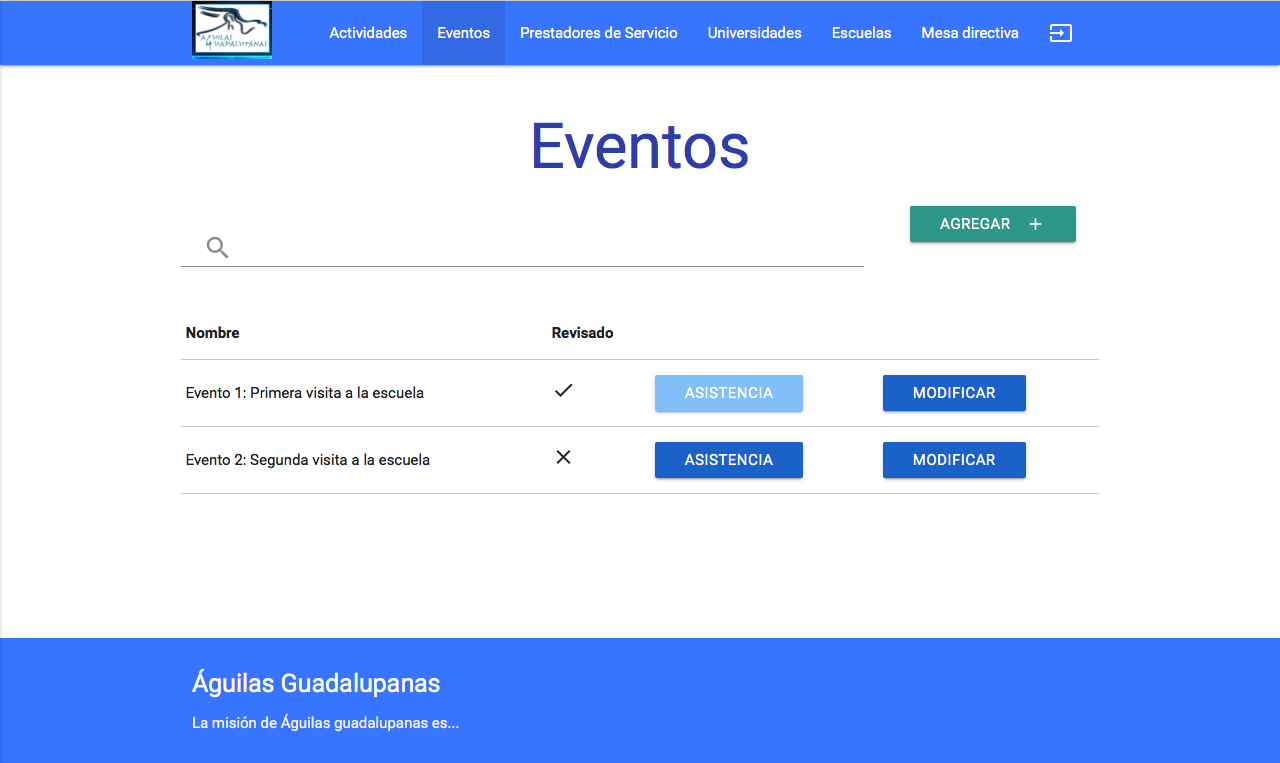 AGUILAS
GUADALUPANAS
Actividades
Eventos
Prestadores de Servicio
Universidades
Escuelas
Mesa directiva
Eventos
AGREGAR +
Nombre Revisado
Evento 1: Primera visita a la escuela ASISTENCIA MODIFICAR
Evento 2: Segunda visita a la escuela ASISTENCIA MODIFICAR
Águilas Guadalupanas
La misión de Águilas guadalupanas es...